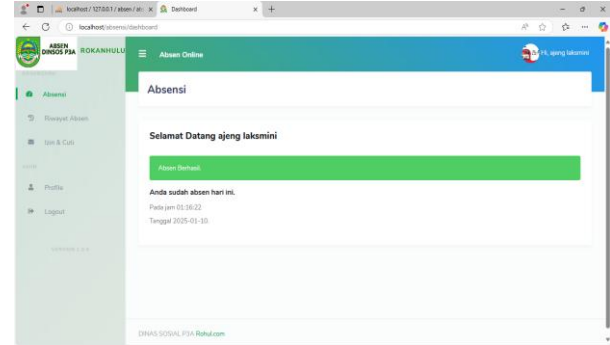 localhost / 127.0.0.1 / absen / ab
Dashboard
localhost/absensi/dashboard
ABSEN
DINSOS P3A
ROKANHULU
Absen Online
Hi, ajeng laksmini
Absensi
Absensi
Riwayat Absen
Izin & Cuti
Profile
Logout
Selamat Datang ajeng laksmini
Absen Berhasil.
Anda sudah absen hari ini.
Pada jam 01:16:22
Tanggal 2025-01-10.
DINAS SOSIAL P3A Rohul.com